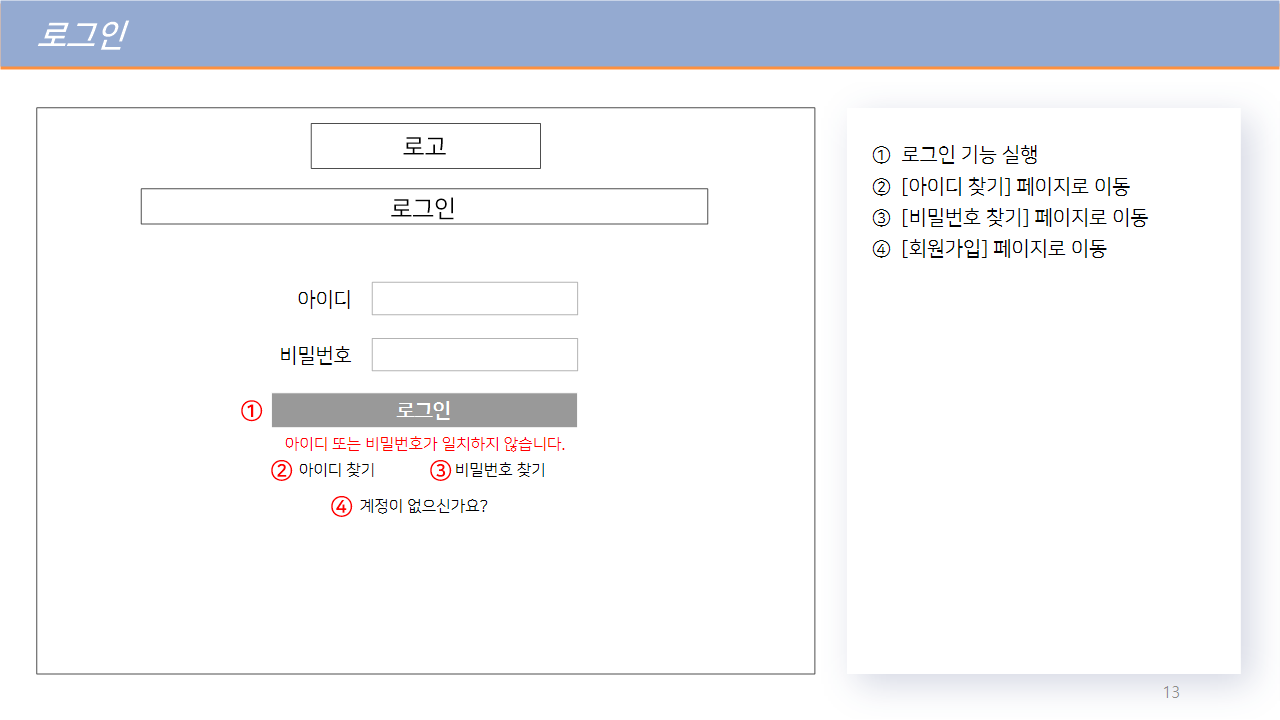 로그인
로고
로그인
아이디
비밀번호
① 로그인
아이디 또는 비밀번호가 일치하지 않습니다.
② 아이디 찾기 ③ 비밀번호 찾기
④ 계정이 없으신가요?
① 로그인 기능 실행
② [아이디 찾기] 페이지로 이동
③ [비밀번호 찾기] 페이지로 이동
④ [회원가입] 페이지로 이동
13